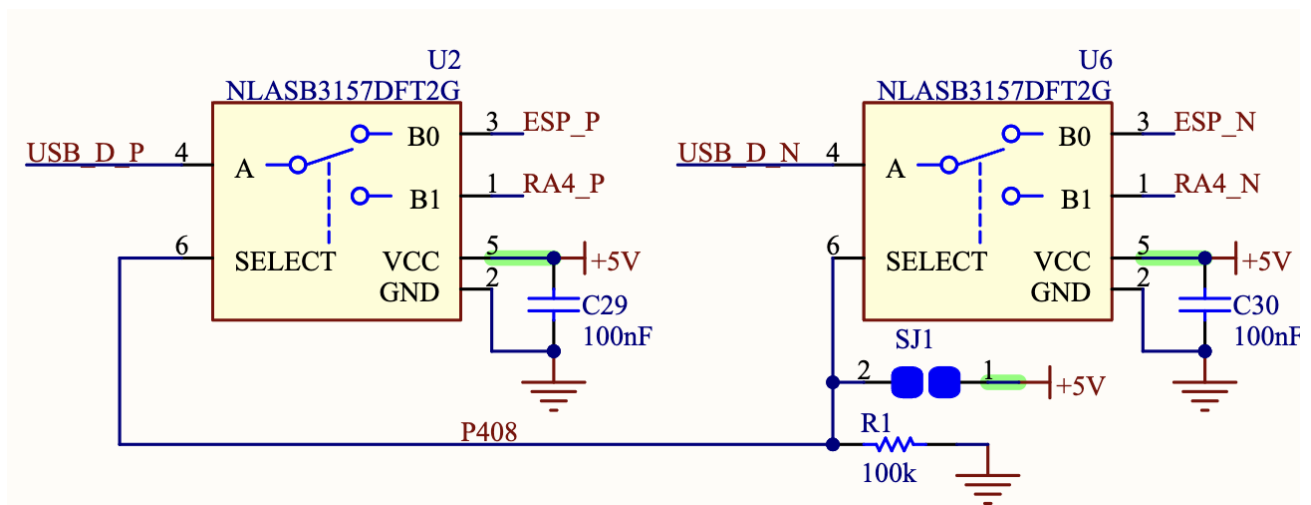 U2
NLASB3157DFT2G
USB_D_P
4
A
B0
3
ESP_P
B1
1
RA4_P
6
SELECT
VCC
5
+5V
GND
2
C29
100nF
U6
NLASB3157DFT2G
USB_D_N
4
A
B0
3
ESP_N
B1
1
RA4_N
6
SELECT
VCC
5
+5V
GND
2
C30
100nF
SJ1
2
1
+5V
P408
R1
100k